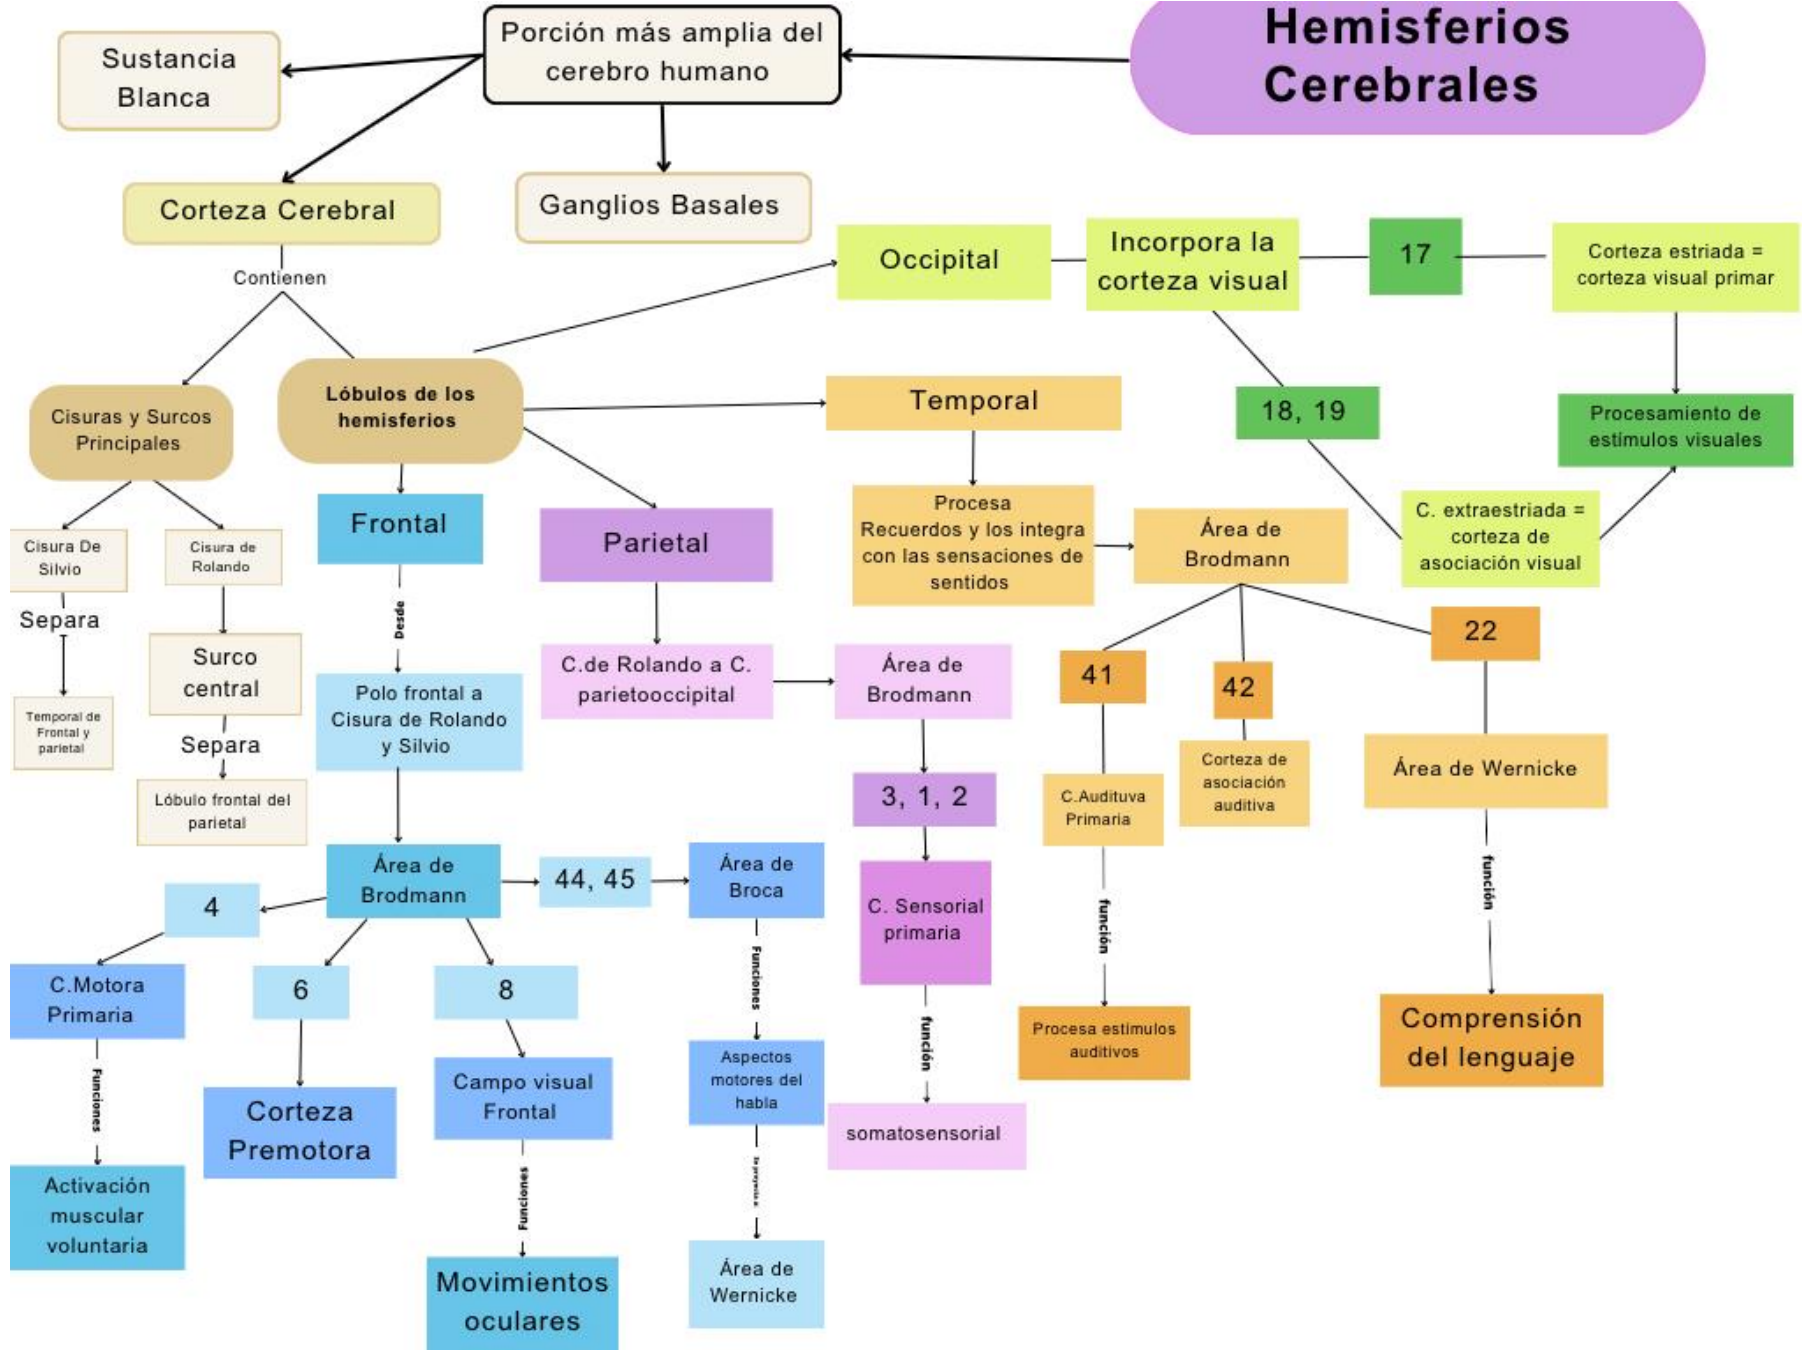 Hemisferios
Cerebrales
Porción más amplia del
cerebro humano
Sustancia
Blanca
Corteza Cerebral
Ganglios Basales
Contienen
Cisuras y Surcos
Principales
Lóbulos de los
hemisferios
Cisura De
Silvio
Separa
Temporal de
Frontal y
parietal
Cisura de
Rolando
Surco
central
Separa
Lóbulo frontal del
parietal
Frontal
Desde
Polo frontal a
Cisura de Rolando
y Silvio
Área de
Brodmann
4
C.Motora
Primaria
Funciones
Activación
muscular
voluntaria
6
Corteza
Premotora
8
Campo visual
Frontal
Funciones
Movimientos
oculares
44, 45
Área de
Broca
Funciones
Aspectos
motores del
habla
Área de
Wernicke
Parietal
C.de Rolando a C.
parietooccipital
Área de
Brodmann
3, 1, 2
C. Sensorial
primaria
función
somatosensorial
Temporal
Procesa
Recuerdos y los integra
con las sensaciones de
sentidos
Área de
Brodmann
41
C.Audituva
Primaria
función
Procesa estimulos
auditivos
42
Corteza de
asociación
auditiva
22
Área de Wernicke
función
Comprensión
del lenguaje
Occipital
Incorpora la
corteza visual
17
Corteza estriada =
corteza visual primar
18, 19
C. extraestriada =
corteza de
asociación visual
Procesamiento de
estimulos visuales